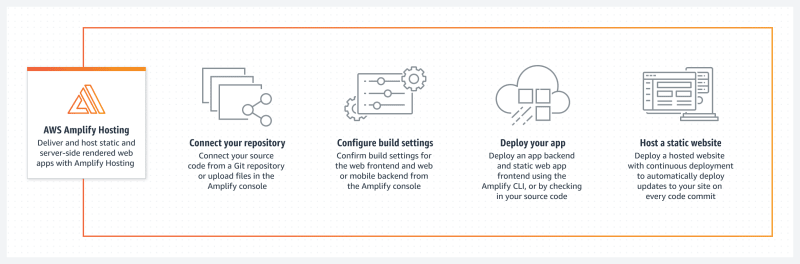 AWS Amplify Hosting
Deliver and host static and
server-side rendered web
apps with Amplify Hosting
Connect your repository
Connect your source
code from a Git repository
or upload files in the
Amplify console
Configure build settings
Confirm build settings for
the web frontend and web
or mobile backend from
the Amplify console
Deploy your app
Deploy an app backend
and static web app
frontend using the
Amplify CLI, or by checking
in your source code
Host a static website
Deploy a hosted website
with continuous deployment
to automatically deploy
updates to your site on
every code commit